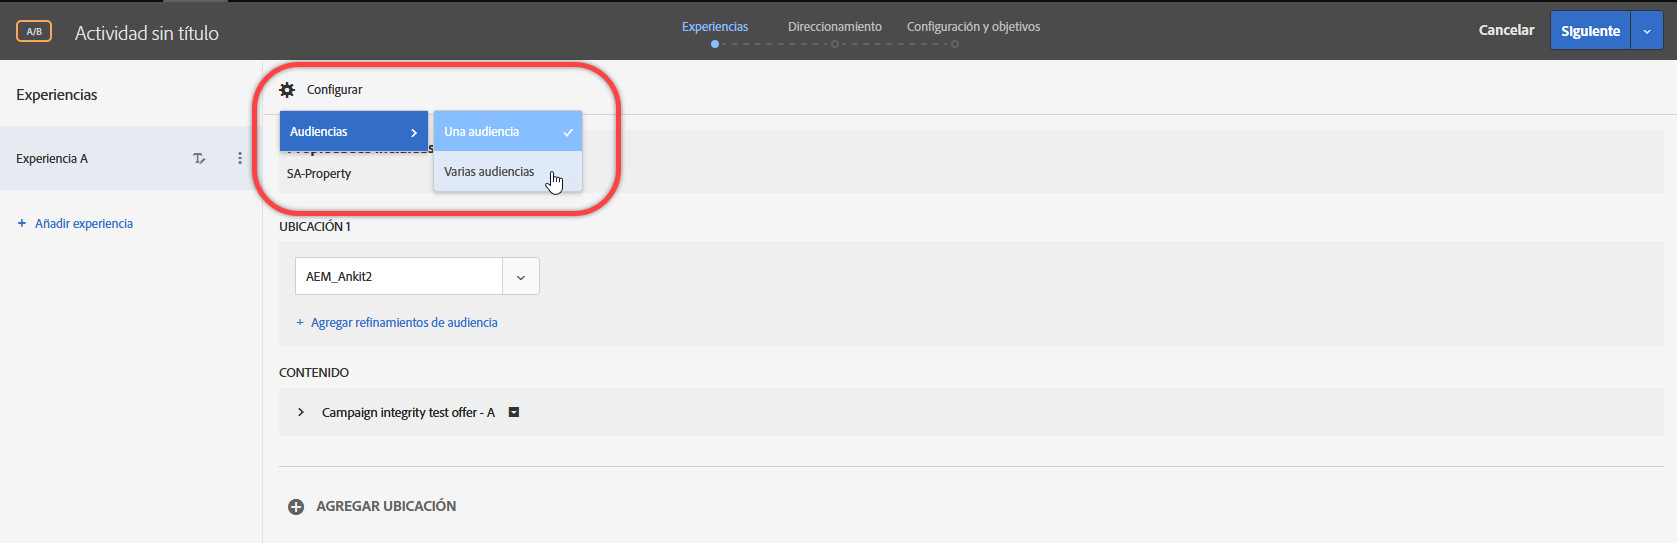 A/B
Actividad sin título
Experiencias
Direccionamiento
Configuración y objetivos
Cancelar
Siguiente
Experiencias
Experiencia A
+ Añadir experiencia
Configurar
Audiencias
Una audiencia
Varias audiencias
SA-Property
UBICACIÓN 1
AEM_Ankit2
+ Agregar refinamientos de audiencia
CONTENIDO
Campaign integrity test offer - A
AGREGAR UBICACIÓN